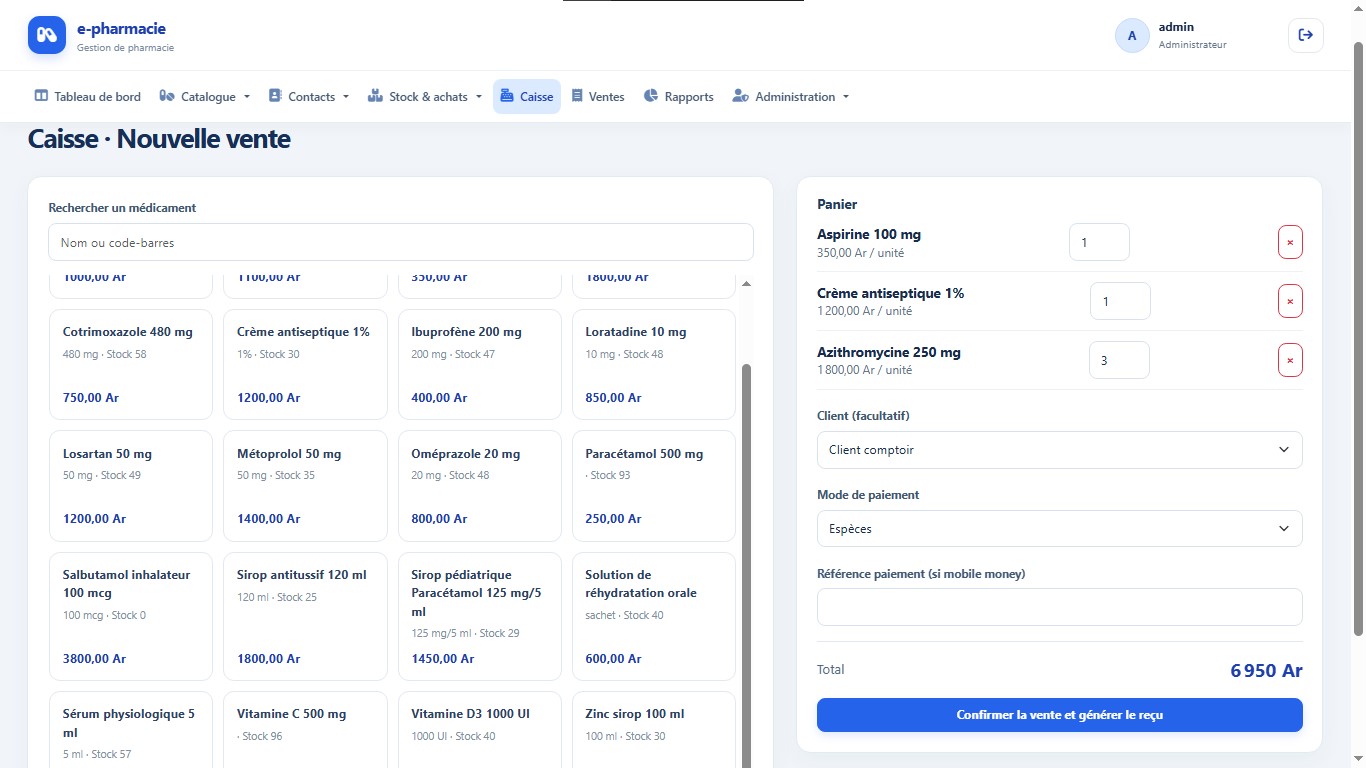 e-pharmacie
Gestion de pharmacie
A
admin
Administrateur
Tableau de bord
Catalogue
Contacts
Stock & achats
Caisse
Ventes
Rapports
Administration
Caisse · Nouvelle vente
Rechercher un médicament
Nom ou code-barres
1000,00 Ar
1100,00 Ar
350,00 Ar
1800,00 Ar
Cotrimoxazole 480 mg
480 mg · Stock 58
750,00 Ar
Crème antiseptique 1%
1% · Stock 30
1200,00 Ar
Ibuprofène 200 mg
200 mg · Stock 47
400,00 Ar
Loratadine 10 mg
10 mg · Stock 48
850,00 Ar
Losartan 50 mg
50 mg · Stock 49
1200,00 Ar
Métoprolol 50 mg
50 mg · Stock 35
1400,00 Ar
Oméprazole 20 mg
20 mg · Stock 48
800,00 Ar
Paracétamol 500 mg
· Stock 93
250,00 Ar
Salbutamol inhalateur
100 mcg
100 mcg · Stock 0
3800,00 Ar
Sirop antitussif 120 ml
120 ml · Stock 25
1800,00 Ar
Sirop pédiatrique
Paracétamol 125 mg/5
ml
125 mg/5 ml · Stock 29
1450,00 Ar
Solution de
réhydratation orale
sachet · Stock 40
600,00 Ar
Sérum physiologique 5
ml
5 ml · Stock 57
Vitamine C 500 mg
· Stock 96
Vitamine D3 1000 UI
1000 UI · Stock 40
Zinc sirop 100 ml
100 ml · Stock 30
Panier
Aspirine 100 mg
350,00 Ar / unité
1
×
Crème antiseptique 1%
1 200,00 Ar / unité
1
×
Azithromycine 250 mg
1 800,00 Ar / unité
3
×
Client (facultatif)
Client comptoir
Mode de paiement
Espèces
Référence paiement (si mobile money)
Total
6 950 Ar
Confirmer la vente et générer le reçu